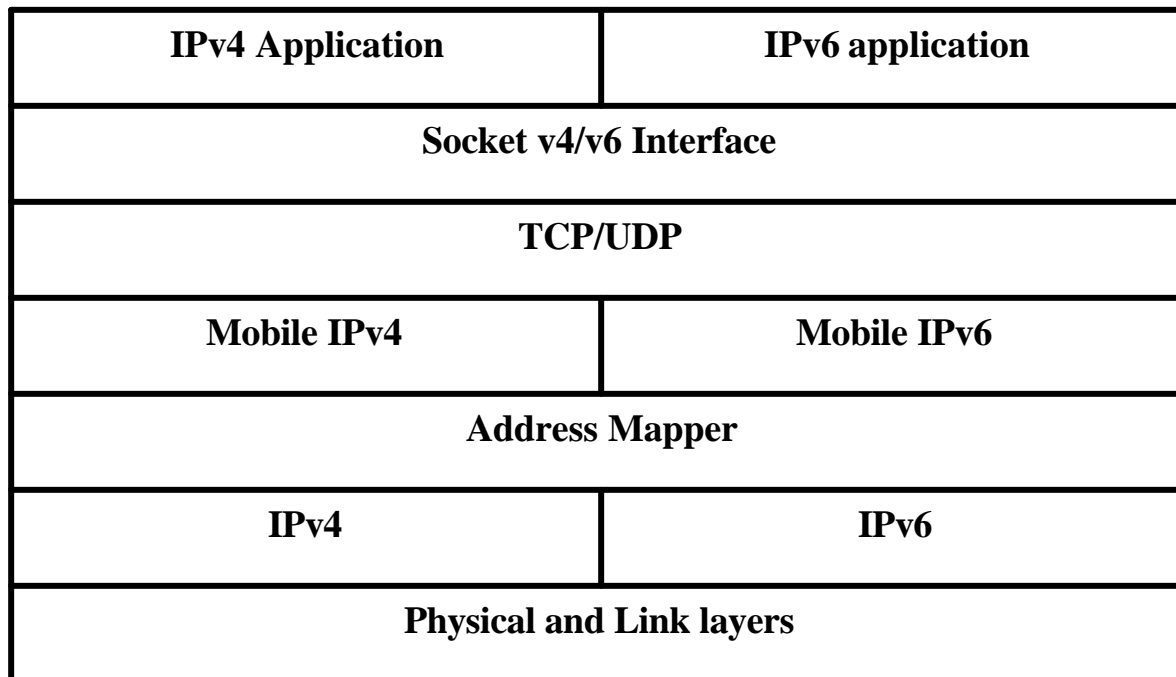 IPv4 Application
IPv6 application
Socket v4/v6 Interface
TCP/UDP
Mobile IPv4
Mobile IPv6
Address Mapper
IPv4
IPv6
Physical and Link layers